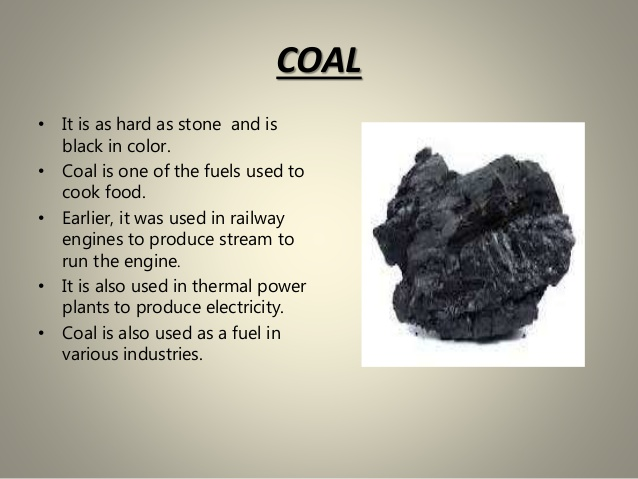 COAL
• It is as hard as stone and is
black in color.
• Coal is one of the fuels used to
cook food.
• Earlier, it was used in railway
engines to produce stream to
run the engine.
• It is also used in thermal power
plants to produce electricity.
• Coal is also used as a fuel in
various industries.